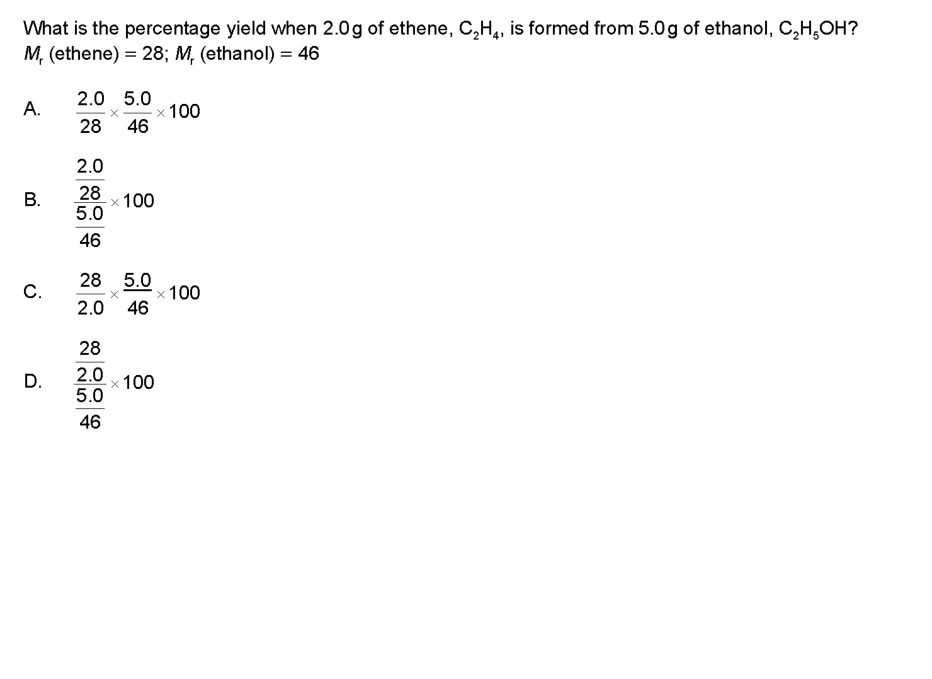 What is the percentage yield when 2.0 g of ethene, C₂H₄, is formed from 5.0 g of ethanol, C₂H₅OH?
Mᵣ (ethene) = 28; Mᵣ (ethanol) = 46
A.
2.0 5.0
× × 100
28 46
B.
2.0
28
× 100
5.0
46
C.
28 5.0
× × 100
2.0 46
D.
28
2.0
× 100
5.0
46